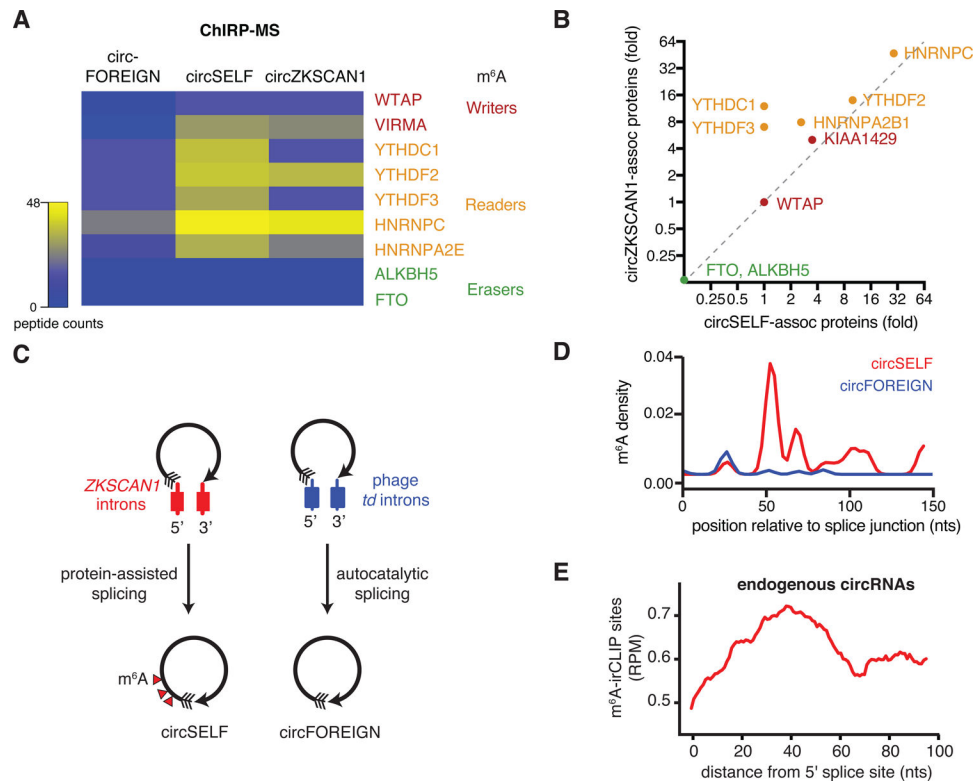 A
ChIRP-MS
circ-
FOREIGN
circSELF
circZKSCAN1
m⁶A
WTAP
Writers
VIRMA
YTHDC1
YTHDF2
YTHDF3
Readers
HNRNPC
HNRNPA2E
ALKBH5
Erasers
FTO
48
0
peptide counts
B
circZKSCAN1-assoc proteins (fold)
64
32
16
8
4
2
1
0.5
0.25
HNRNPC
YTHDC1
YTHDF2
YTHDF3
HNRNPA2B1
KIAA1429
WTAP
FTO, ALKBH5
0.25 0.5 1 2 4 8 16 32 64
circSELF-assoc proteins (fold)
C
ZKSCAN1
introns
5' 3'
phage
td introns
5' 3'
protein-assisted
splicing
autocatalytic
splicing
m⁶A
circSELF
circFOREIGN
D
m⁶A density
0.04
0.02
0.00
circSELF
circFOREIGN
0 50 100 150
position relative to splice junction (nts)
E
endogenous circRNAs
m⁶A-irCLIP sites
(RPM)
0.7
0.6
0.5
0 20 40 60 80 100
distance from 5' splice site (nts)